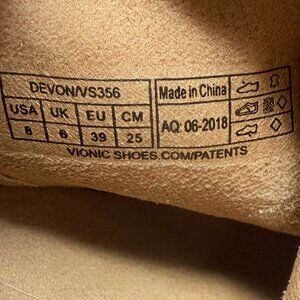 DEVON/VS356
USA UK EU CM
8 6 39 25
Made in China
AQ: 06-2018
VIONIC SHOES.COM/PATENTS